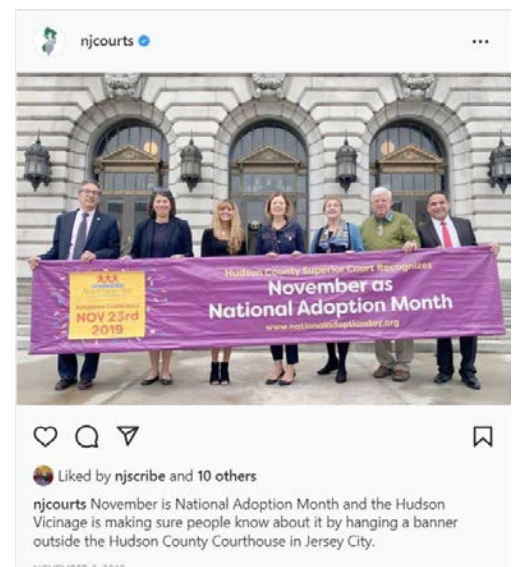 njcourts
Hudson County Superior Court Recognizes
November as
National Adoption Month
www.nationaladoptionday.org
NOV 23rd
2019
Liked by njscribe and 10 others
njcourts November is National Adoption Month and the Hudson
Vicinage is making sure people know about it by hanging a banner
outside the Hudson County Courthouse in Jersey City.